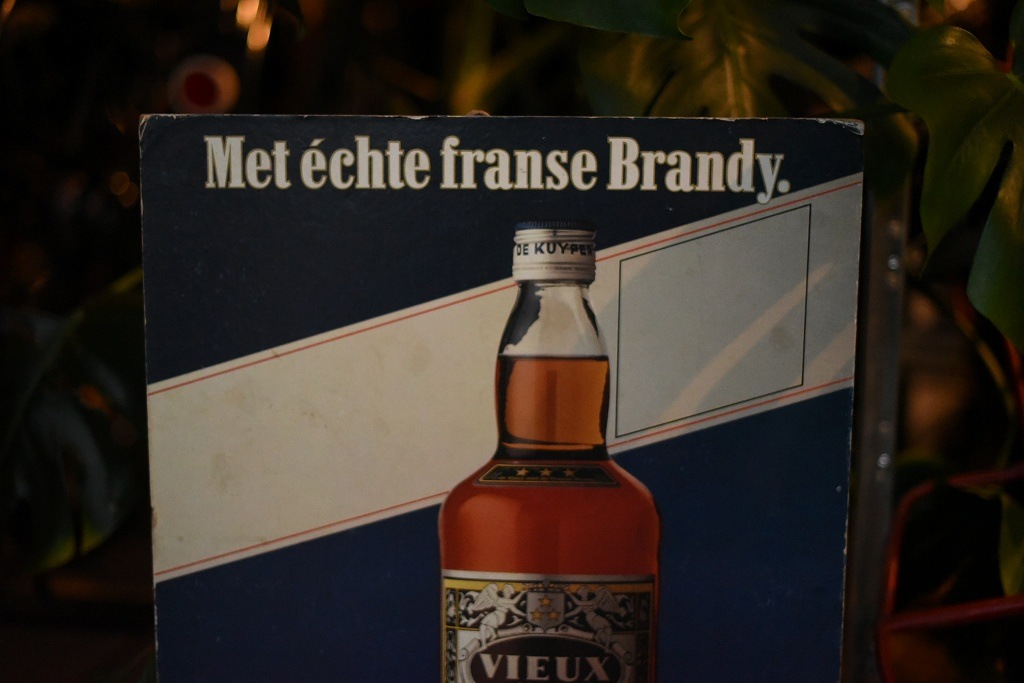 Met échte franse Brandy.
DE KUYPER
VIEUX